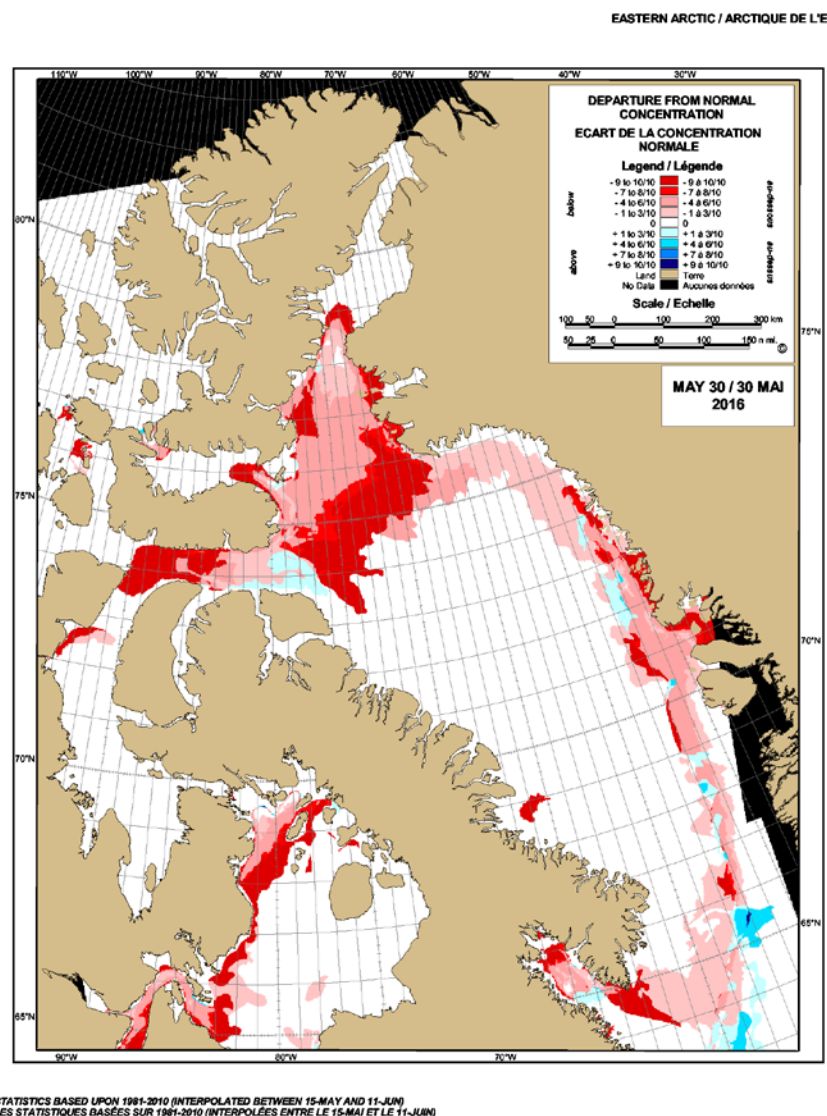 EASTERN ARCTIC / ARCTIQUE DE L'E
110°W 100°W 90°W 80°W 70°W 60°W 50°W 40°W 30°W
DEPARTURE FROM NORMAL
CONCENTRATION
ECART DE LA CONCENTRATION
NORMALE
Legend / Légende
below
au-dessous
- 9 to 10/10 - 9 à 10/10
- 7 to 8/10 - 7 à 8/10
- 4 to 6/10 - 4 à 6/10
- 1 to 3/10 - 1 à 3/10
0 0
above
au-dessus
+ 1 to 3/10 + 1 à 3/10
+ 4 to 6/10 + 4 à 6/10
+ 7 to 8/10 + 7 à 8/10
+ 9 to 10/10 + 9 à 10/10
Land Terre
No Data Aucunes données
Scale / Echelle
100 50 0 100 200 300 km
50 25 0 50 100 150 n mi.
©
MAY 30 / 30 MAI
2016
80°N
75°N
75°N
70°N
70°N
65°N
65°N
90°W 80°W 70°W
STATISTICS BASED UPON 1981-2010 (INTERPOLATED BETWEEN 15-MAY AND 11-JUN)
ES STATISTIQUES BASÉES SUR 1981-2010 (INTERPOLÉES ENTRE LE 15-MAI ET LE 11-JUIN)